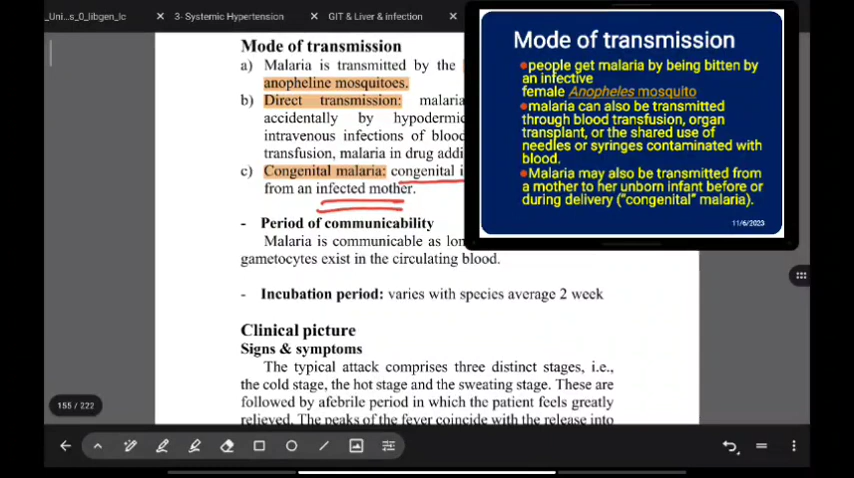 _Uni...s_0_libgen_lc
3- Systemic Hypertension
GIT & Liver & infection
Mode of transmission
a) Malaria is transmitted by the
anopheline mosquitoes.
b) Direct transmission: malaria
accidentally by hypodermic
intravenous infections of blood
transfusion, malaria in drug addi
c) Congenital malaria: congenital i
from an infected mother.
- Period of communicability
Malaria is communicable as lon
gametocytes exist in the circulating blood.
- Incubation period: varies with species average 2 week
Clinical picture
Signs & symptoms
The typical attack comprises three distinct stages, i.e.,
the cold stage, the hot stage and the sweating stage. These are
followed by afebrile period in which the patient feels greatly
relieved. The peaks of the fever coincide with the release into
155 / 222
Mode of transmission
people get malaria by being bitten by
an infective
female Anopheles mosquito
malaria can also be transmitted
through blood transfusion, organ
transplant, or the shared use of
needles or syringes contaminated with
blood.
Malaria may also be transmitted from
a mother to her unborn infant before or
during delivery ("congenital" malaria).
11/6/2023